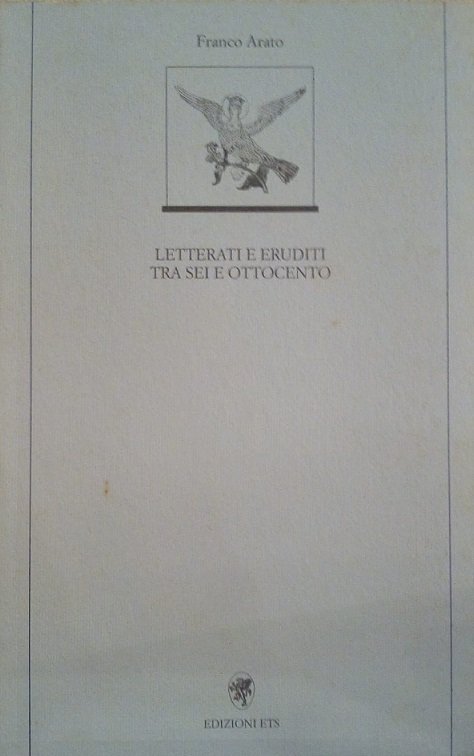 Franco Arato
LETTERATI E ERUDITI
TRA SEI E OTTOCENTO
EDIZIONI ETS